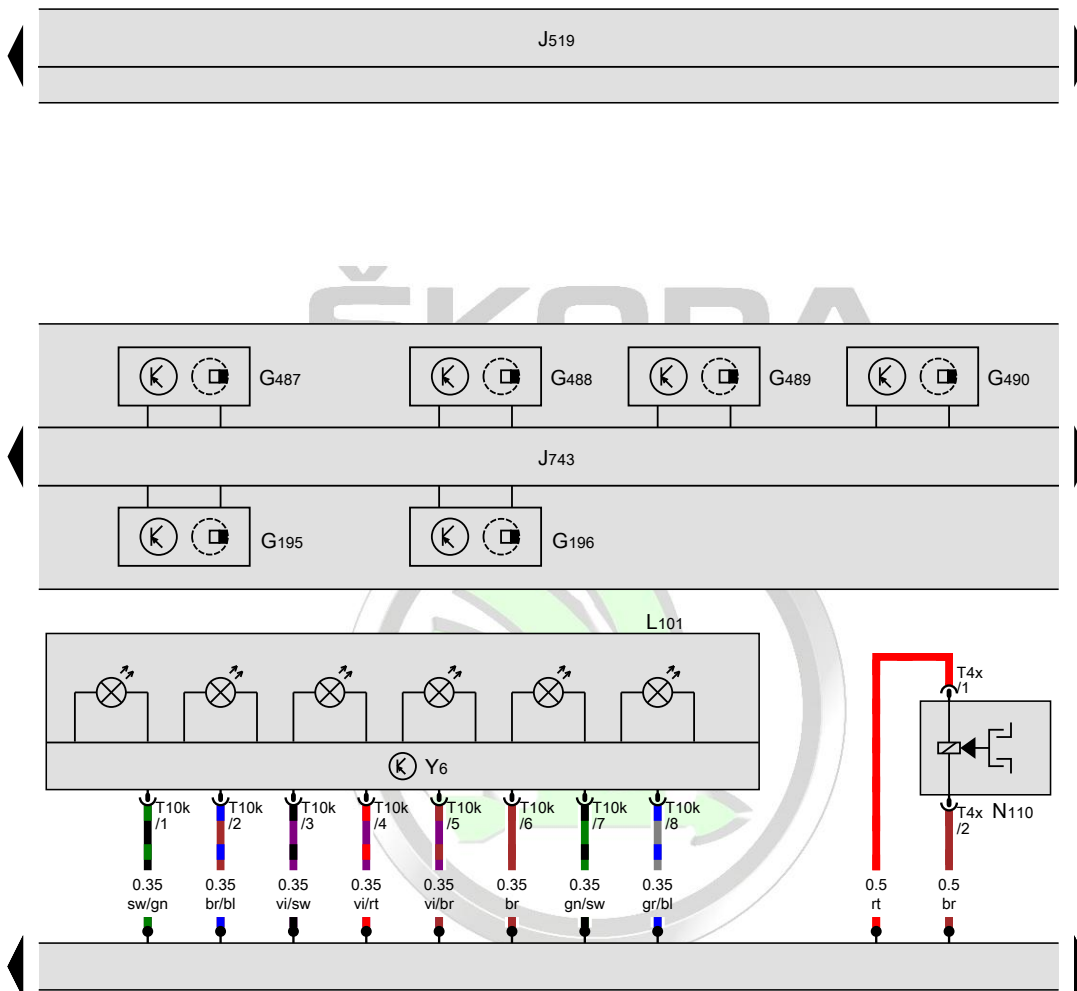 J519
ŠKODA
G487 G488 G489 G490
J743
G195 G196
L101
T4x
/1
Y6
T10k T10k T10k T10k T10k T10k T10k T10k T4x N110
/1 /2 /3 /4 /5 /6 /7 /8 /2
0.35 0.35 0.35 0.35 0.35 0.35 0.35 0.35 0.5 0.5
sw/gn br/bl vi/sw vi/rt vi/br br gn/sw gr/bl rt br